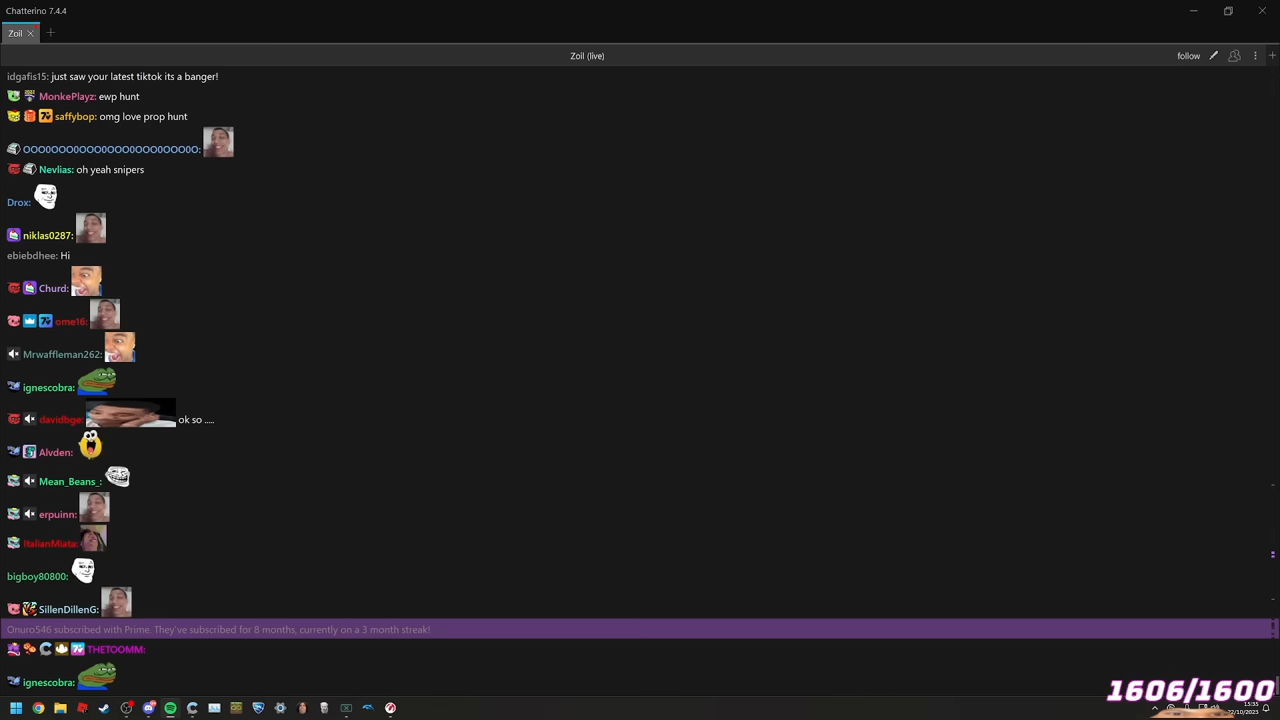 Chatterino 7.4.4
Zoil
Zoil (live)
follow
idgafis15: just saw your latest tiktok its a banger!
MonkePlayz: ewp hunt
saffybop: omg love prop hunt
Nevlias: oh yeah snipers
Drox:
niklas0287:
ebiebdhee: Hi
Churd:
ome16:
Mrwaffleman262:
ignescobra:
davidbge: ok so .....
Alvden:
Mean_Beans_:
erpuinn:
ItalianMiata:
bigboy80800:
SillenDillenG:
Onuro546 subscribed with Prime. They've subscribed for 8 months, currently on a 3 month streak!
THETOOMM:
ignescobra:
1606/1600